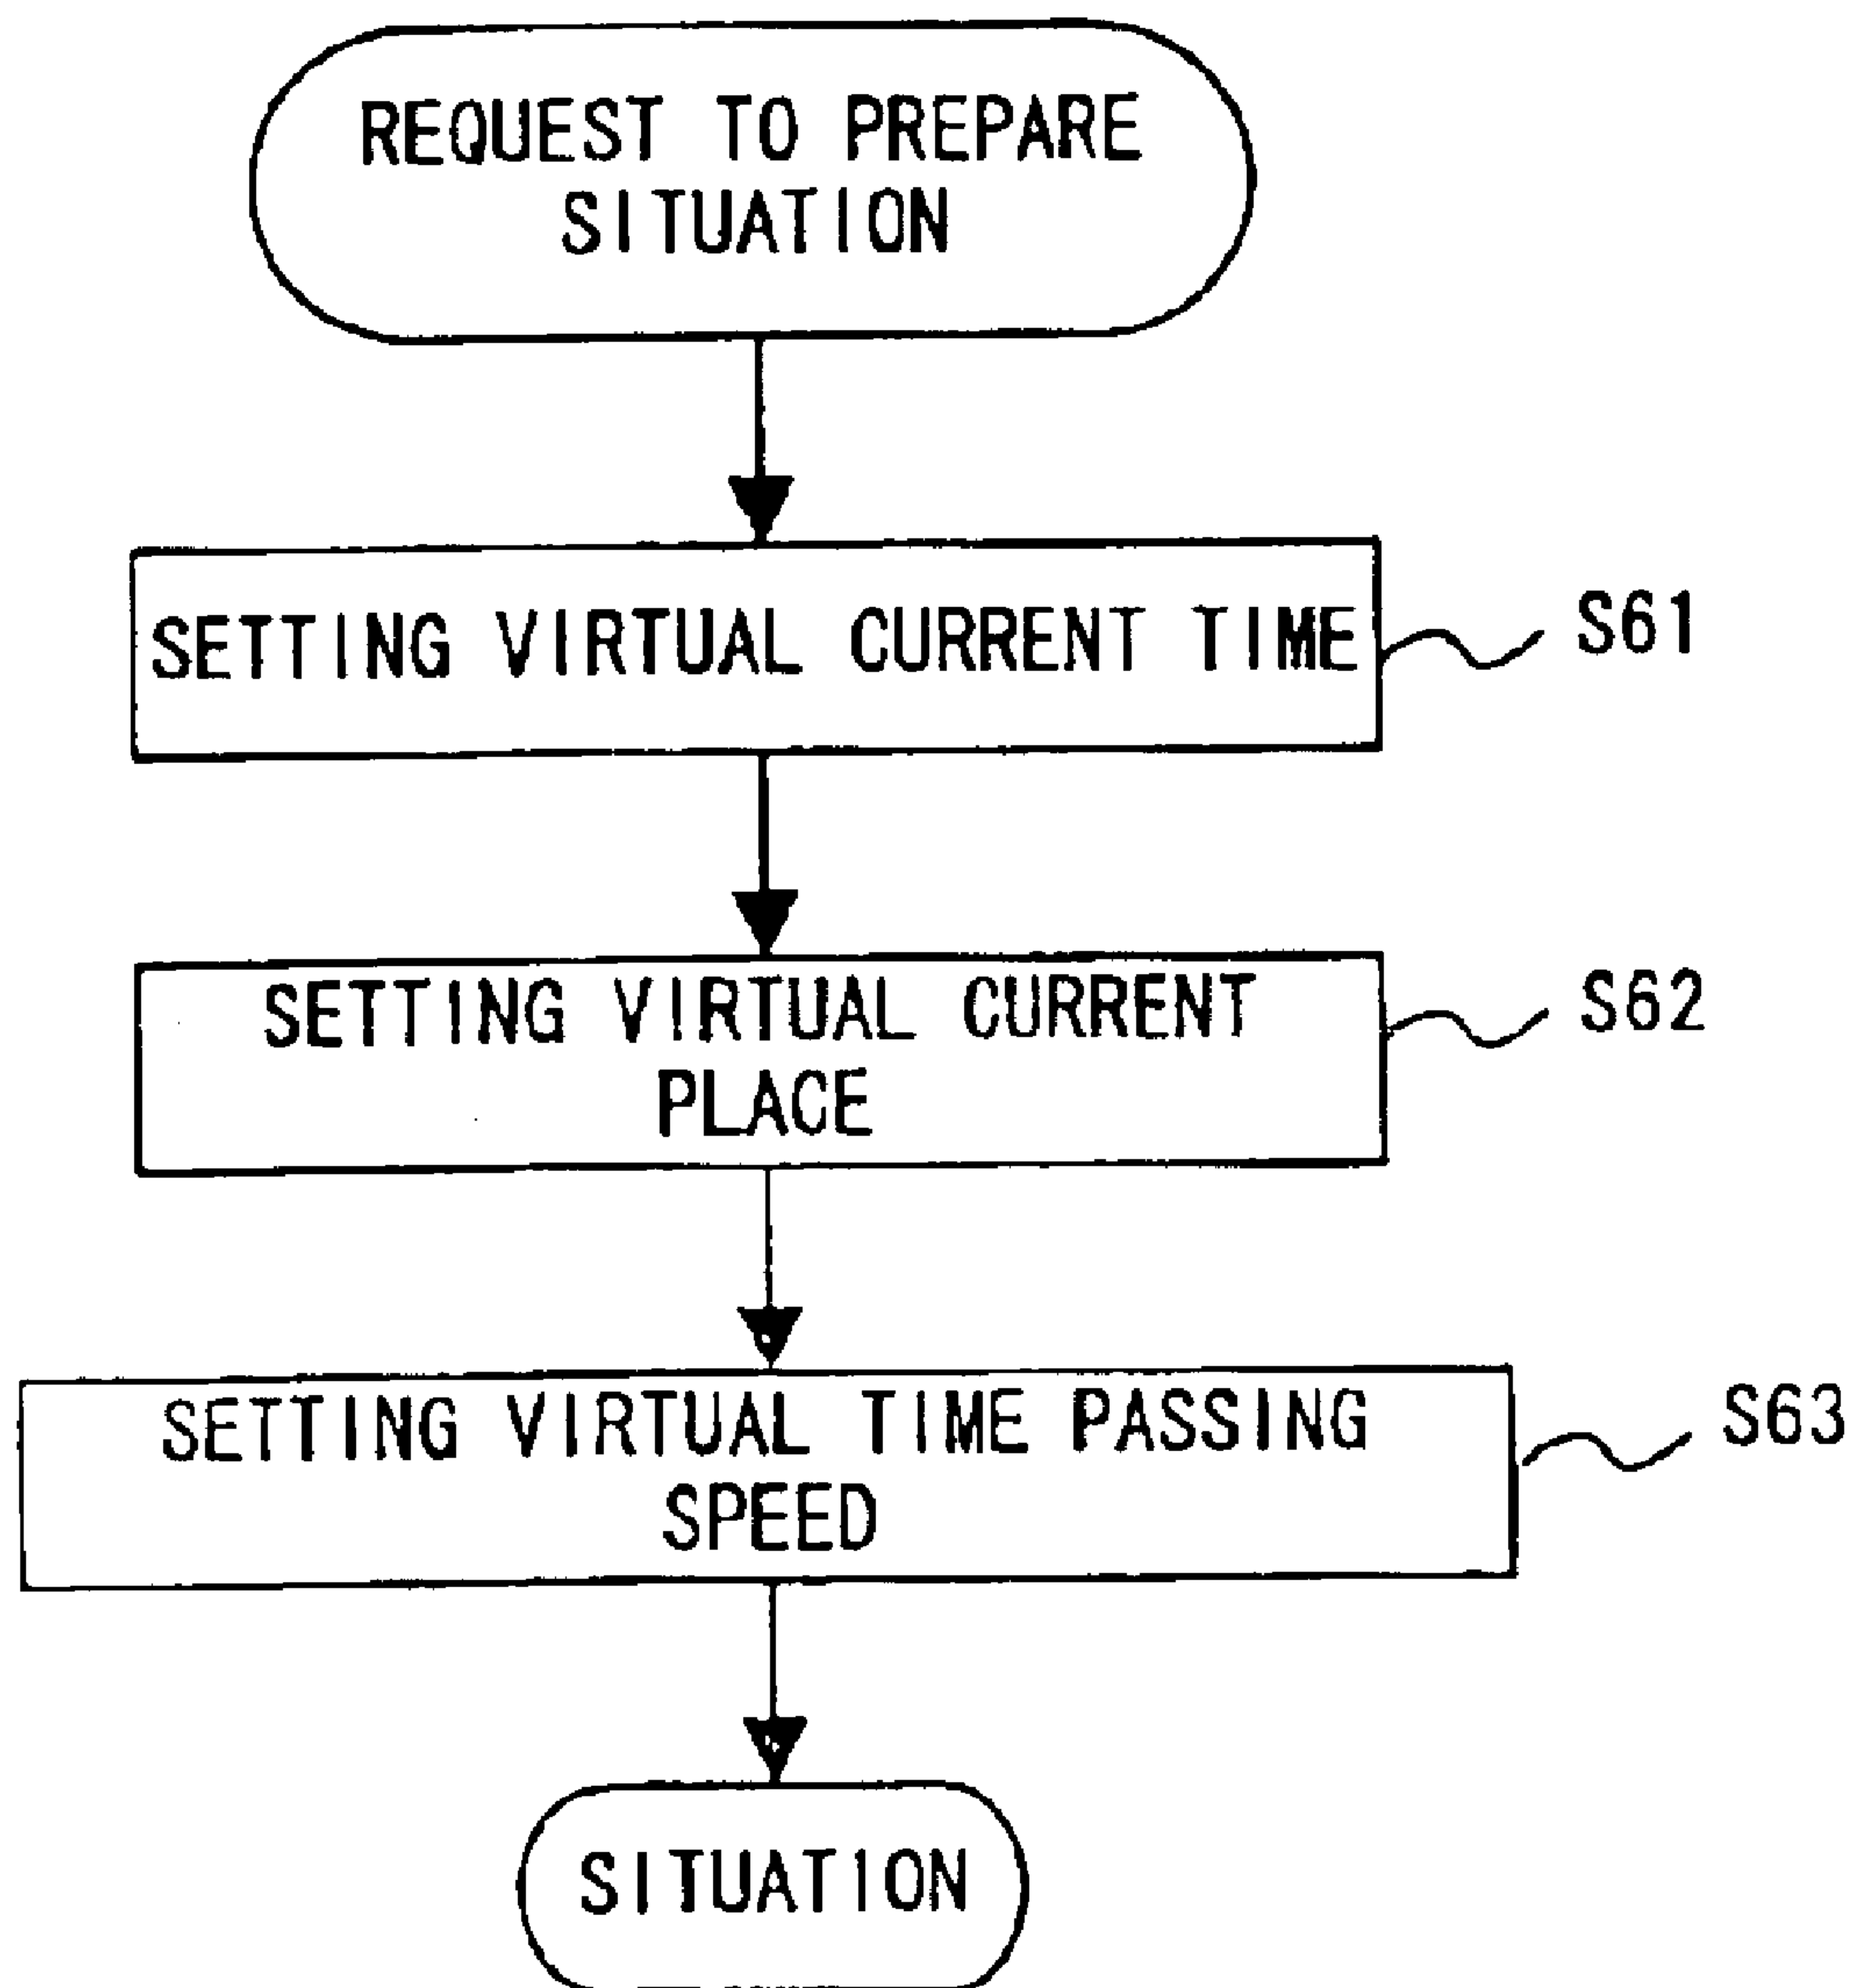 REQUEST TO PREPARE
SITUATION
SETTING VIRTUAL CURRENT TIME
S61
SETTING VIRTUAL CURRENT
PLACE
S62
SETTING VIRTUAL TIME PASSING
SPEED
S63
SITUATION